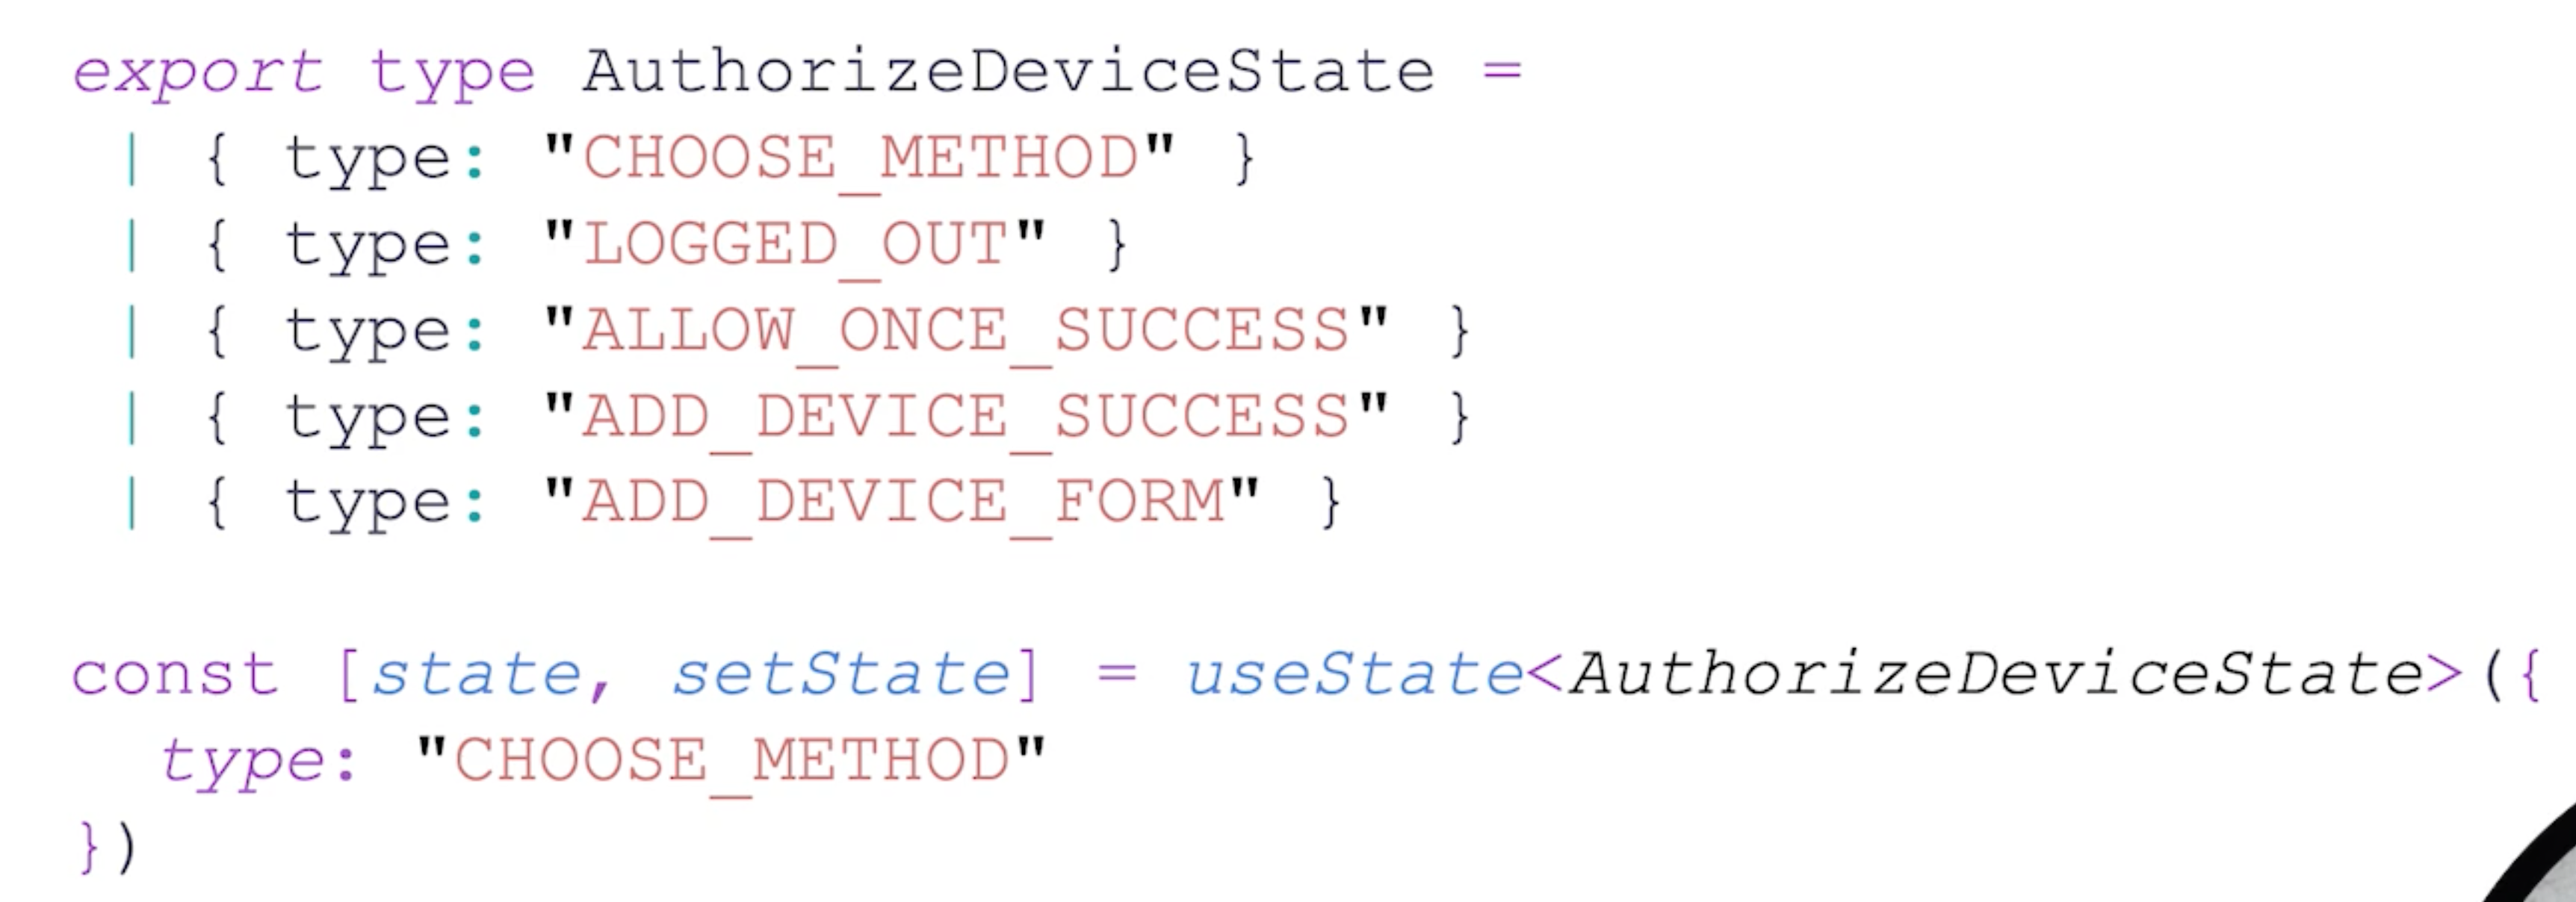 export type AuthorizeDeviceState =
| { type: "CHOOSE_METHOD" }
| { type: "LOGGED_OUT" }
| { type: "ALLOW_ONCE_SUCCESS" }
| { type: "ADD_DEVICE_SUCCESS" }
| { type: "ADD_DEVICE_FORM" }
const [state, setState] = useState<AuthorizeDeviceState>({
type: "CHOOSE_METHOD"
})